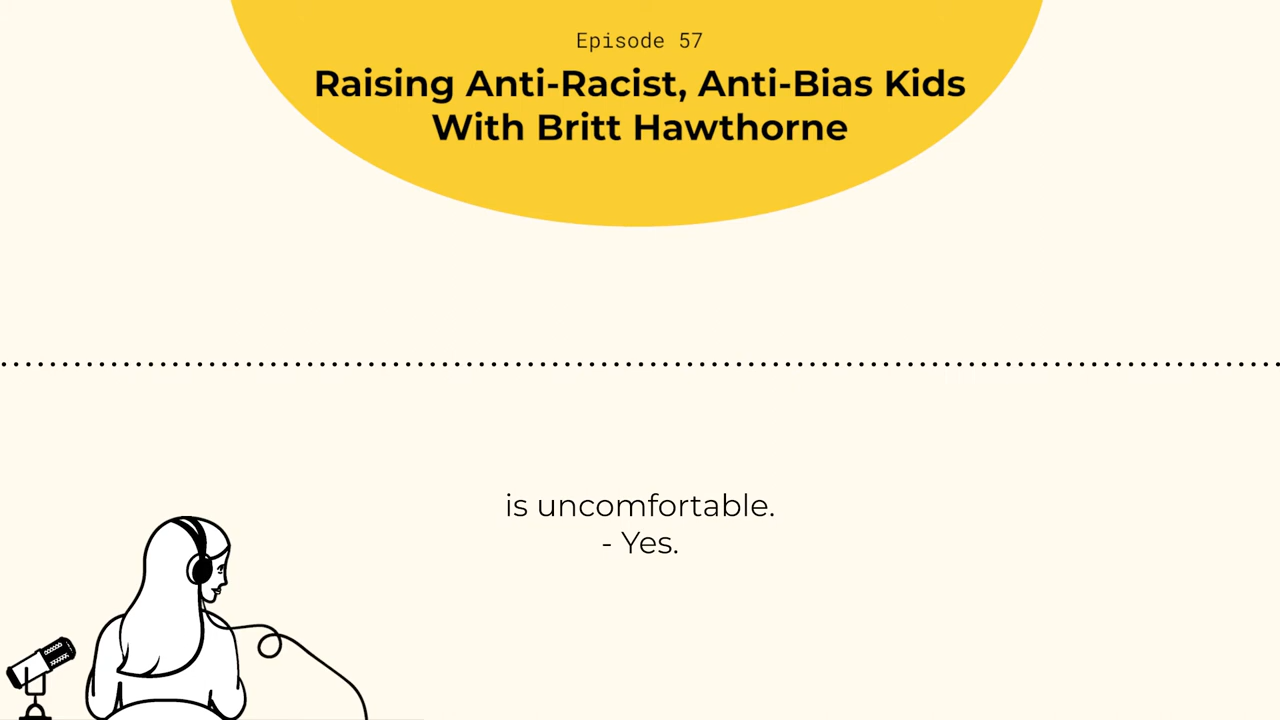 Episode 57
Raising Anti-Racist, Anti-Bias Kids
With Britt Hawthorne
is uncomfortable.
- Yes.